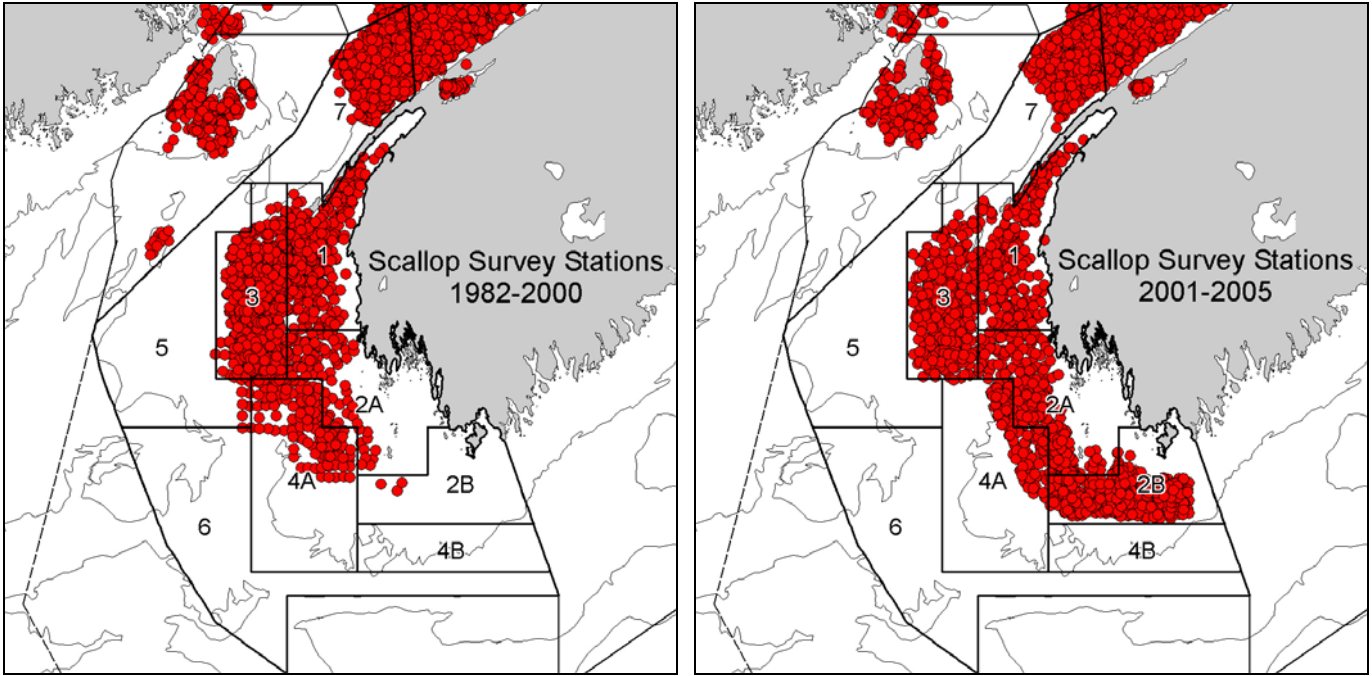 7
1
Scallop Survey Stations
1982-2000
3
5
2A
4A
2B
6
4B
7
1
Scallop Survey Stations
2001-2005
3
5
2A
4A
2B
6
4B